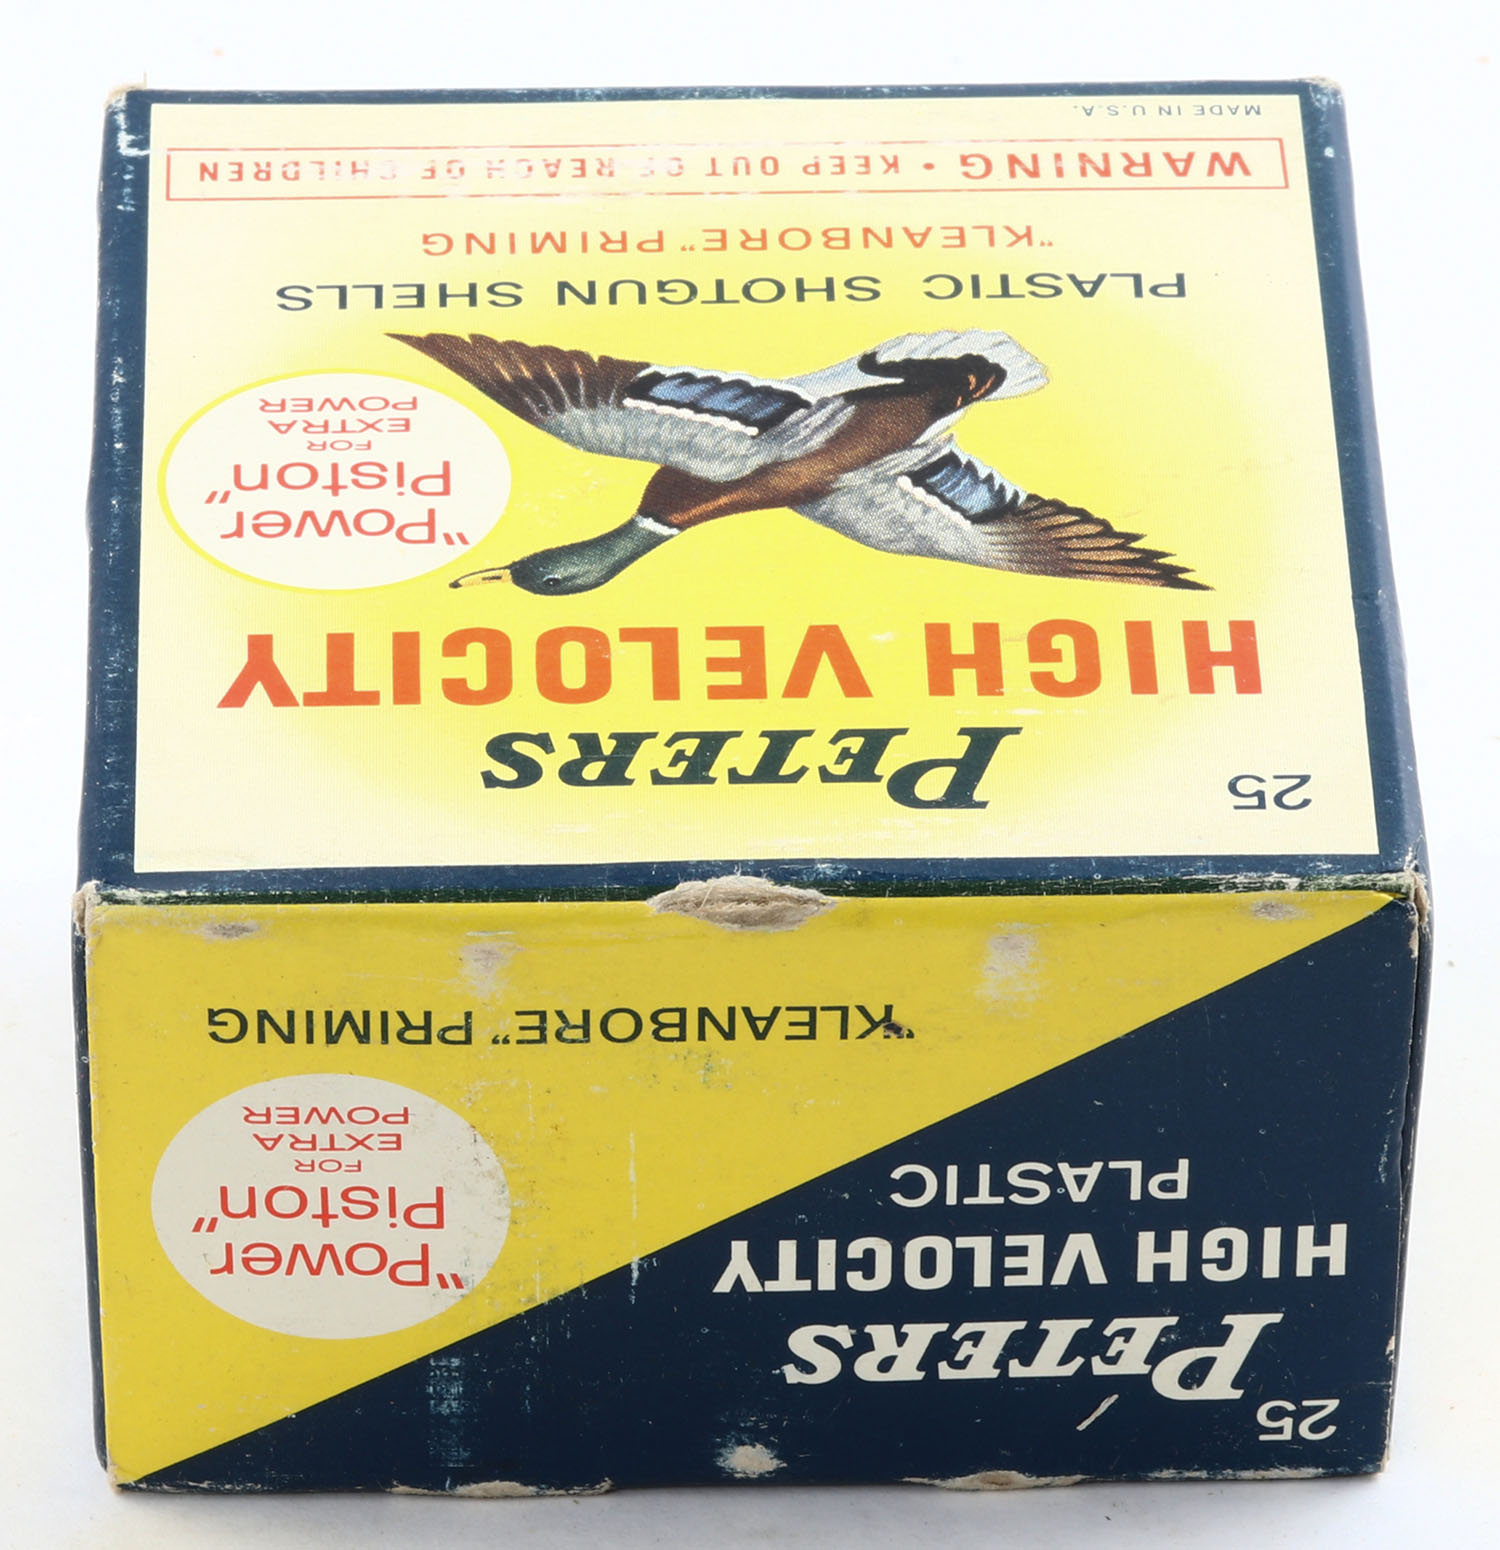 25
PETERS
HIGH VELOCITY
PLASTIC
"Power
Piston"
FOR
EXTRA
POWER
"KLEANBORE" PRIMING
25
PETERS
HIGH VELOCITY
"Power
Piston"
FOR
EXTRA
POWER
PLASTIC SHOTGUN SHELLS
"KLEANBORE" PRIMING
WARNING • KEEP OUT OF REACH OF CHILDREN
MADE IN U.S.A.